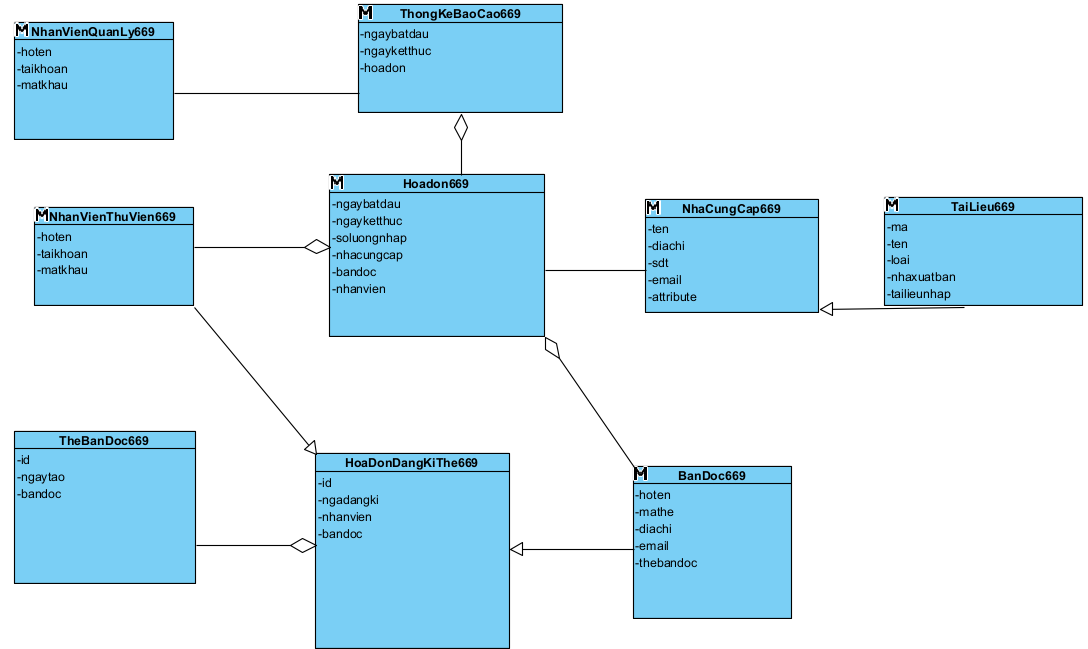 NhanVienQuanLy669
-hoten
-taikhoan
-matkhau
ThongKeBaoCao669
-ngaybatdau
-ngayketthuc
-hoadon
NhanVienThuVien669
-hoten
-taikhoan
-matkhau
Hoadon669
-ngaybatdau
-ngayketthuc
-soluongnhap
-nhacungcap
-bandoc
-nhanvien
NhaCungCap669
-ten
-diachi
-sdt
-email
-attribute
TaiLieu669
-ma
-ten
-loai
-nhaxuatban
-tailieunhap
TheBanDoc669
-id
-ngaytao
-bandoc
HoaDonDangKiThe669
-id
-ngadangki
-nhanvien
-bandoc
BanDoc669
-hoten
-mathe
-diachi
-email
-thebandoc